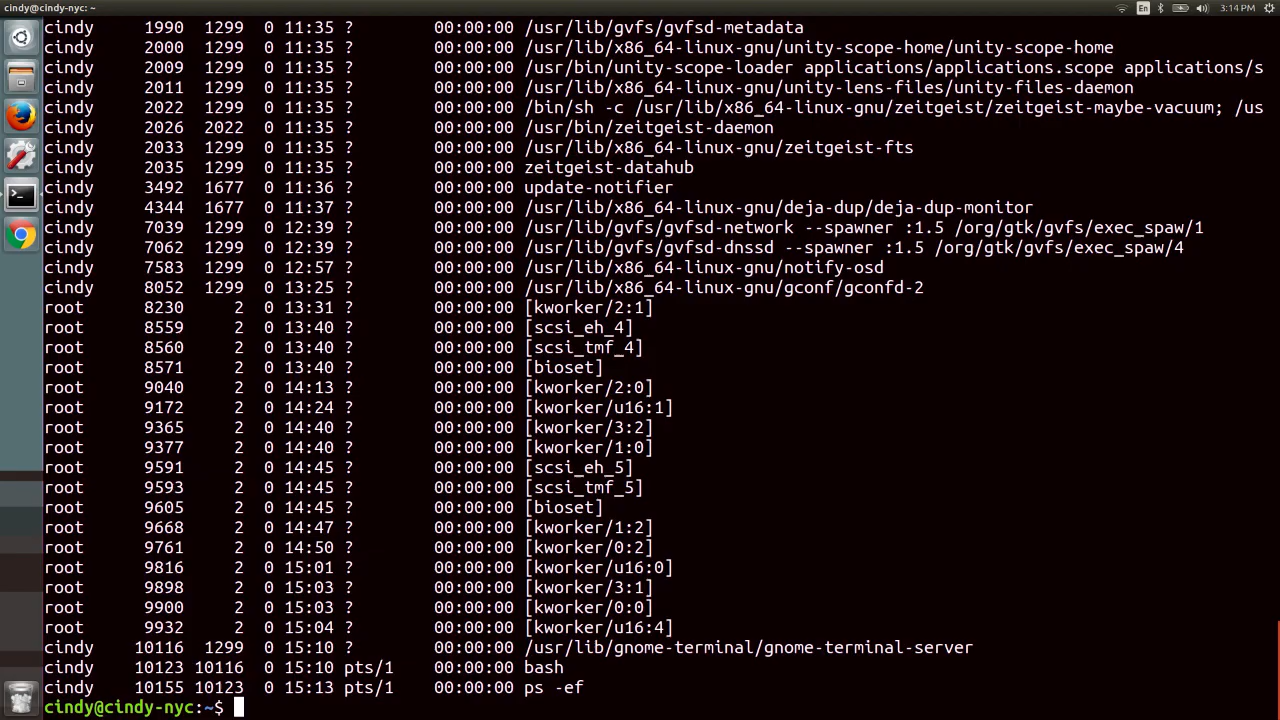 cindy@cindy-nyc: ~
En
3:14 PM
cindy 1990 1299 0 11:35 ? 00:00:00 /usr/lib/gvfs/gvfsd-metadata
cindy 2000 1299 0 11:35 ? 00:00:00 /usr/lib/x86_64-linux-gnu/unity-scope-home/unity-scope-home
cindy 2009 1299 0 11:35 ? 00:00:00 /usr/bin/unity-scope-loader applications/applications.scope applications/s
cindy 2011 1299 0 11:35 ? 00:00:00 /usr/lib/x86_64-linux-gnu/unity-lens-files/unity-files-daemon
cindy 2022 1299 0 11:35 ? 00:00:00 /bin/sh -c /usr/lib/x86_64-linux-gnu/zeitgeist/zeitgeist-maybe-vacuum; /us
cindy 2026 2022 0 11:35 ? 00:00:00 /usr/bin/zeitgeist-daemon
cindy 2033 1299 0 11:35 ? 00:00:00 /usr/lib/x86_64-linux-gnu/zeitgeist-fts
cindy 2035 1299 0 11:35 ? 00:00:00 zeitgeist-datahub
cindy 3492 1677 0 11:36 ? 00:00:00 update-notifier
cindy 4344 1677 0 11:37 ? 00:00:00 /usr/lib/x86_64-linux-gnu/deja-dup/deja-dup-monitor
cindy 7039 1299 0 12:39 ? 00:00:00 /usr/lib/gvfs/gvfsd-network --spawner :1.5 /org/gtk/gvfs/exec_spaw/1
cindy 7062 1299 0 12:39 ? 00:00:00 /usr/lib/gvfs/gvfsd-dnssd --spawner :1.5 /org/gtk/gvfs/exec_spaw/4
cindy 7583 1299 0 12:57 ? 00:00:00 /usr/lib/x86_64-linux-gnu/notify-osd
cindy 8052 1299 0 13:25 ? 00:00:00 /usr/lib/x86_64-linux-gnu/gconf/gconfd-2
root 8230 2 0 13:31 ? 00:00:00 [kworker/2:1]
root 8559 2 0 13:40 ? 00:00:00 [scsi_eh_4]
root 8560 2 0 13:40 ? 00:00:00 [scsi_tmf_4]
root 8571 2 0 13:40 ? 00:00:00 [bioset]
root 9040 2 0 14:13 ? 00:00:00 [kworker/2:0]
root 9172 2 0 14:24 ? 00:00:00 [kworker/u16:1]
root 9365 2 0 14:40 ? 00:00:00 [kworker/3:2]
root 9377 2 0 14:40 ? 00:00:00 [kworker/1:0]
root 9591 2 0 14:45 ? 00:00:00 [scsi_eh_5]
root 9593 2 0 14:45 ? 00:00:00 [scsi_tmf_5]
root 9605 2 0 14:45 ? 00:00:00 [bioset]
root 9668 2 0 14:47 ? 00:00:00 [kworker/1:2]
root 9761 2 0 14:50 ? 00:00:00 [kworker/0:2]
root 9816 2 0 15:01 ? 00:00:00 [kworker/u16:0]
root 9898 2 0 15:03 ? 00:00:00 [kworker/3:1]
root 9900 2 0 15:03 ? 00:00:00 [kworker/0:0]
root 9932 2 0 15:04 ? 00:00:00 [kworker/u16:4]
cindy 10116 1299 0 15:10 ? 00:00:00 /usr/lib/gnome-terminal/gnome-terminal-server
cindy 10123 10116 0 15:10 pts/1 00:00:00 bash
cindy 10155 10123 0 15:13 pts/1 00:00:00 ps -ef
cindy@cindy-nyc:~$